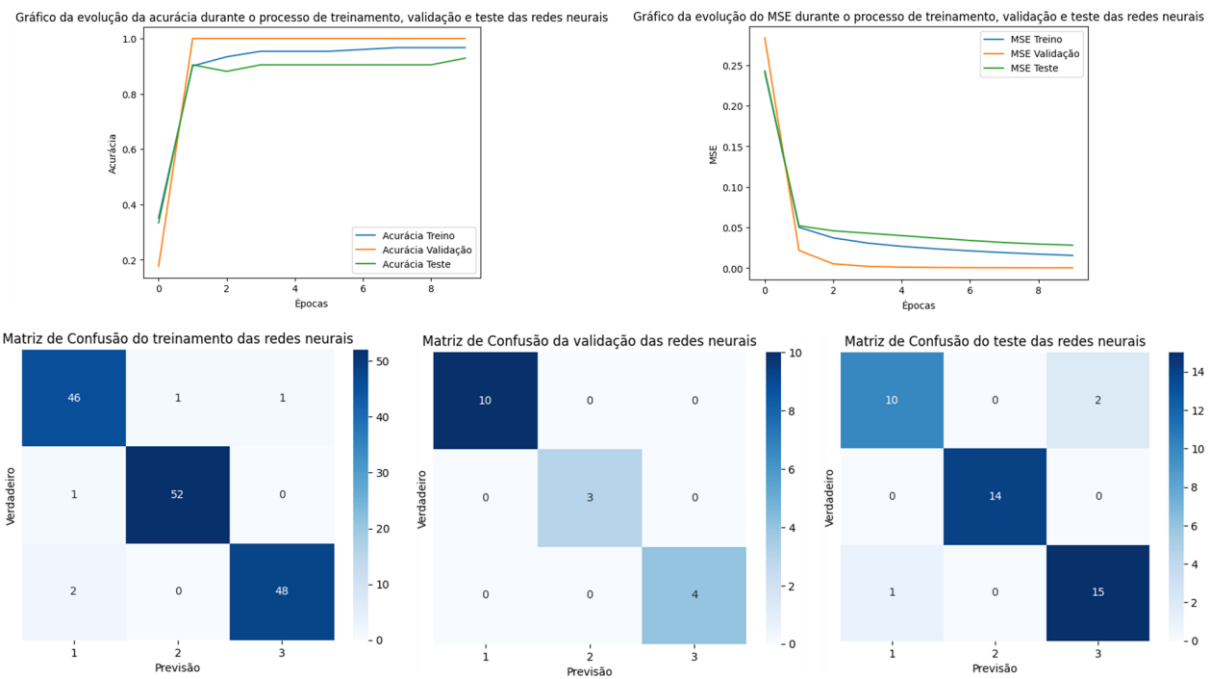 Gráfico da evolução da acurácia durante o processo de treinamento, validação e teste das redes neurais
1.0
0.8
0.6
0.4
0.2
Acurácia
0 2 4 6 8
Épocas
Acurácia Treino
Acurácia Validação
Acurácia Teste
Gráfico da evolução do MSE durante o processo de treinamento, validação e teste das redes neurais
0.25
0.20
0.15
0.10
0.05
0.00
MSE
0 2 4 6 8
Épocas
MSE Treino
MSE Validação
MSE Teste
Matriz de Confusão do treinamento das redes neurais
46 1 1
1 52 0
2 0 48
Verdadeiro
1 2 3
Previsão
50
40
30
20
10
0
Matriz de Confusão da validação das redes neurais
10 0 0
0 3 0
0 0 4
Verdadeiro
1 2 3
Previsão
10
8
6
4
2
0
Matriz de Confusão do teste das redes neurais
10 0 2
0 14 0
1 0 15
Verdadeiro
1 2 3
Previsão
14
12
10
8
6
4
2
0